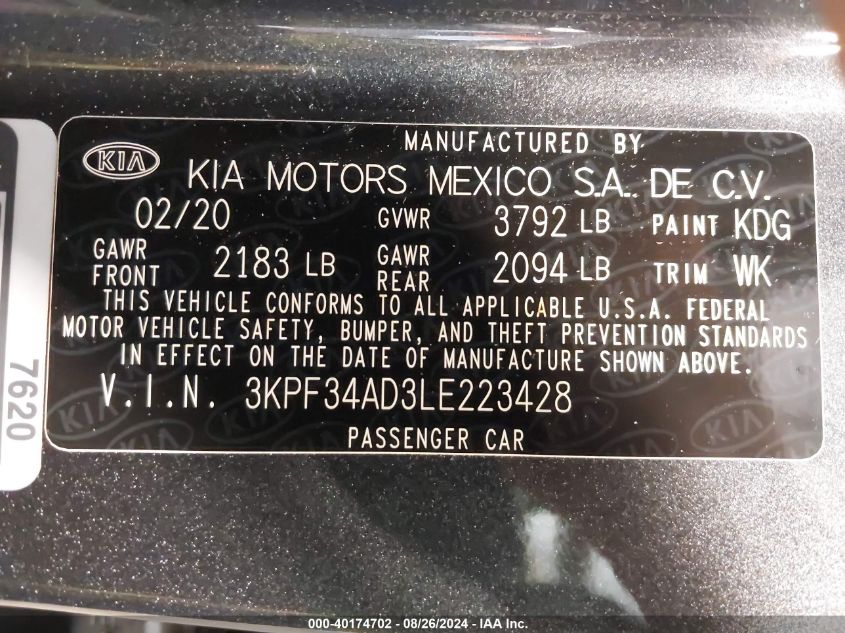 MANUFACTURED BY
KIA KIA MOTORS MEXICO S.A. DE C.V.
02/20 GVWR 3792 LB PAINT KDG
GAWR FRONT 2183 LB GAWR REAR 2094 LB TRIM WK
THIS VEHICLE CONFORMS TO ALL APPLICABLE U.S.A. FEDERAL
MOTOR VEHICLE SAFETY, BUMPER, AND THEFT PREVENTION STANDARDS
IN EFFECT ON THE DATE OF MANUFACTURE SHOWN ABOVE.
V.I.N. 3KPF34AD3LE223428
PASSENGER CAR
7620
000-40174702 - 08/26/2024 - IAA Inc.